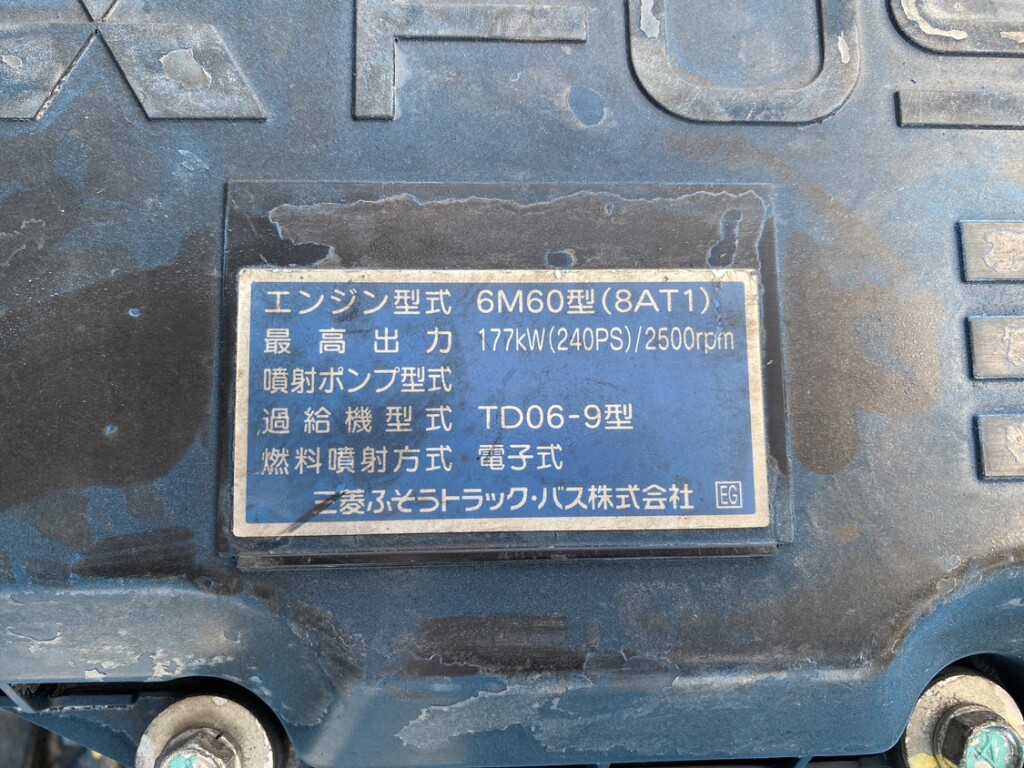 FUS
エンジン型式 6M60型(8AT1)
最高出力 177kW(240PS)/2500rpm
噴射ポンプ型式
過給機型式 TD06-9型
燃料噴射方式 電子式
三菱ふそうトラック・バス株式会社 EG